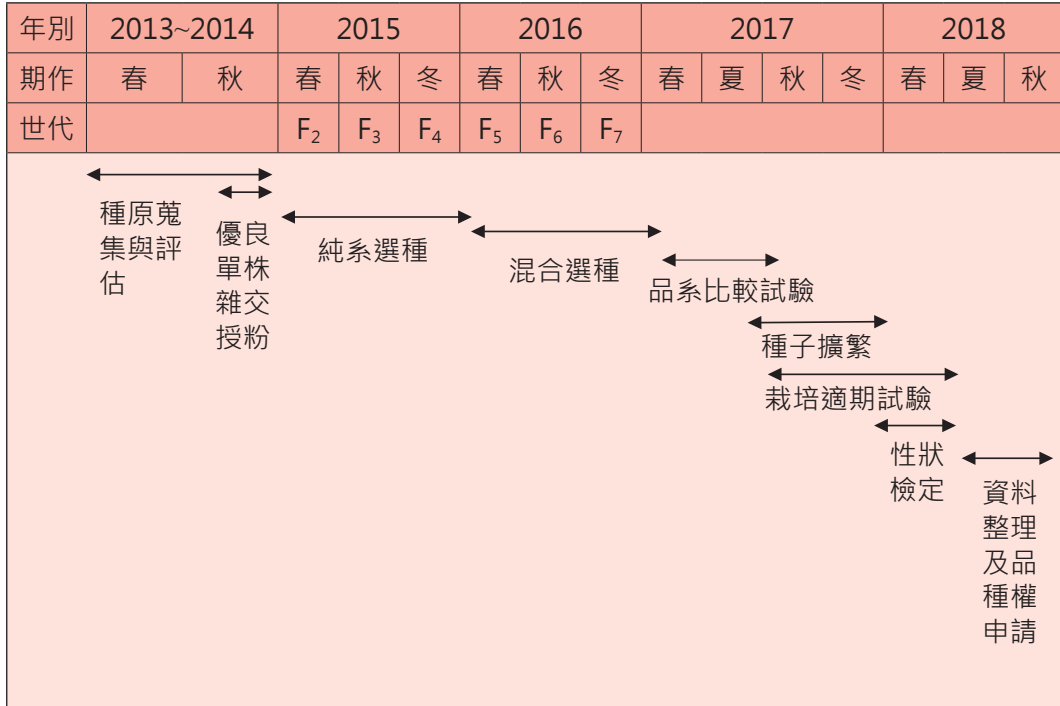 年別 2013~2014 2015 2016 2017 2018
期作 春 秋 春 秋 冬 春 秋 冬 春 夏 秋 冬 春 夏 秋
世代 F₂ F₃ F₄ F₅ F₆ F₇
種原蒐
集與評
估
優良
單株
雜交
授粉
純系選種
混合選種
品系比較試驗
種子擴繁
栽培適期試驗
性狀
檢定
資料
整理
及品
種權
申請